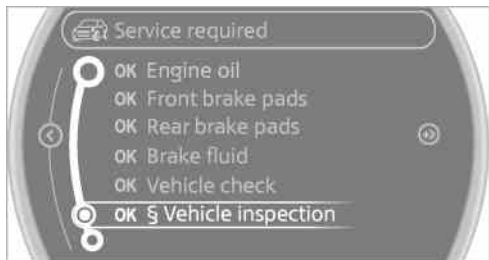 Service required
OK Engine oil
OK Front brake pads
OK Rear brake pads
OK Brake fluid
OK Vehicle check
OK § Vehicle inspection